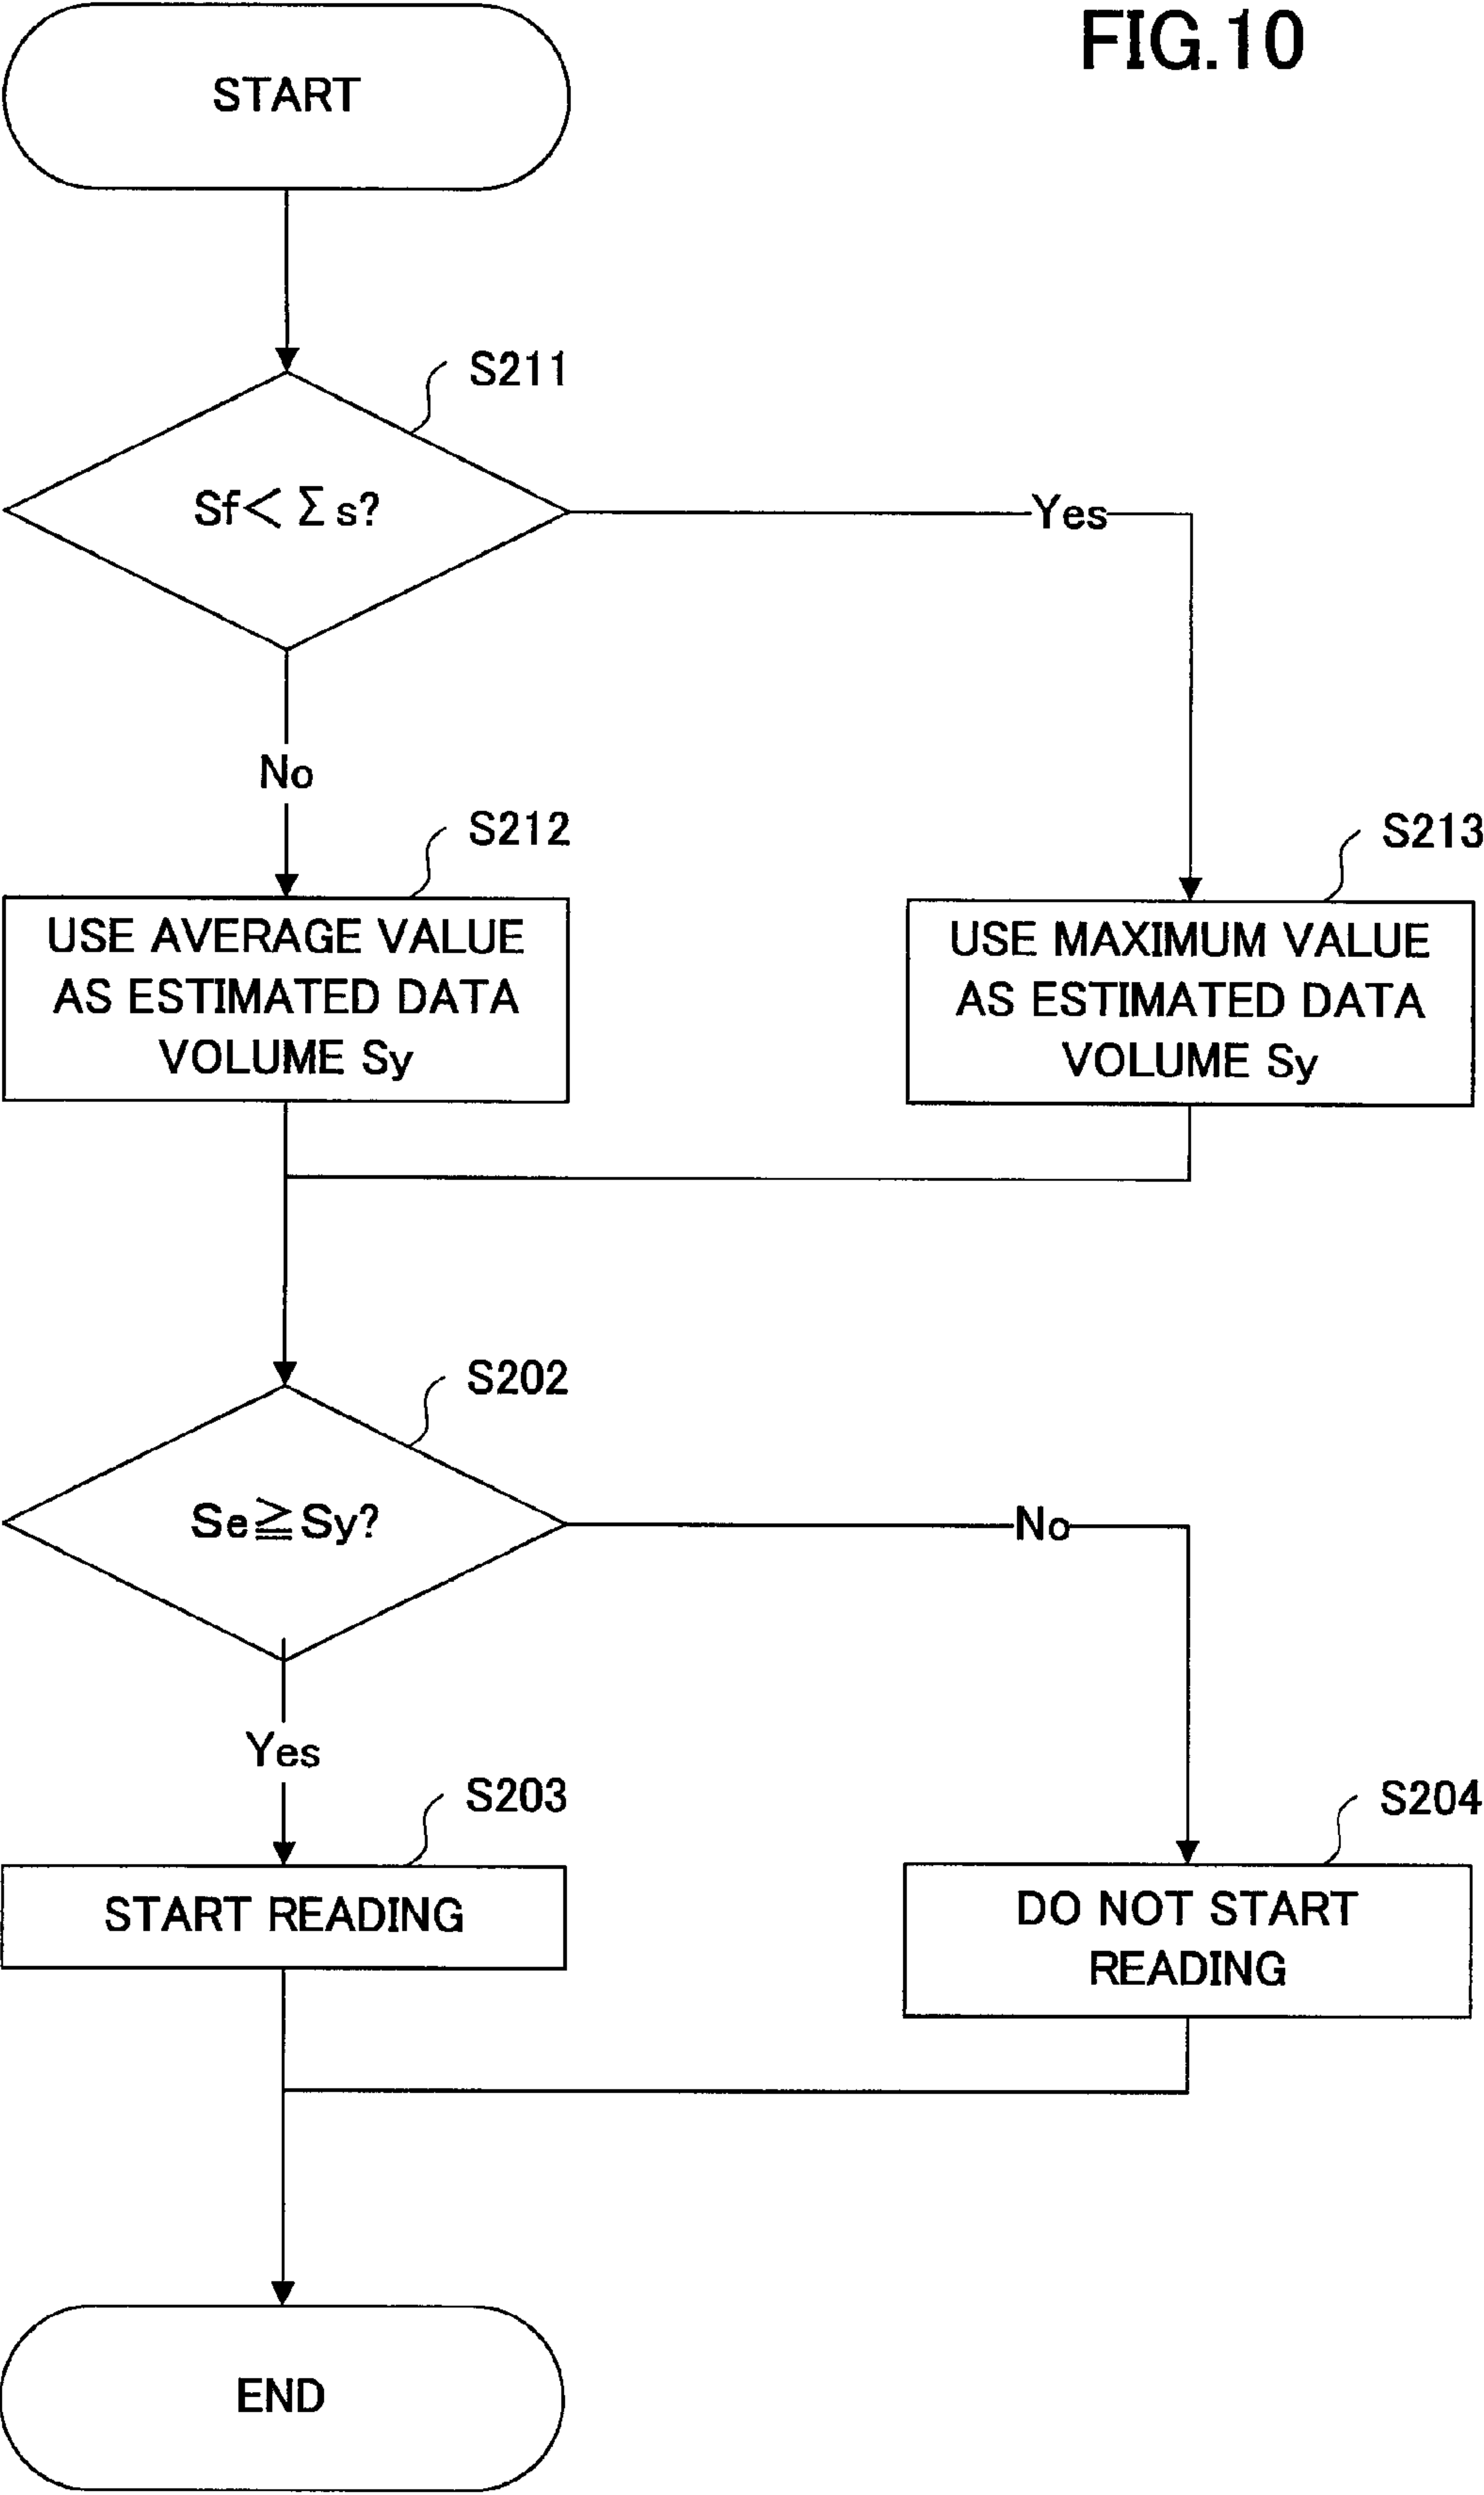 FIG.10
START
S211
Sf＜Σs?
Yes
No
S212
USE AVERAGE VALUE
AS ESTIMATED DATA
VOLUME Sy
S213
USE MAXIMUM VALUE
AS ESTIMATED DATA
VOLUME Sy
S202
Se≧Sy?
No
Yes
S203
START READING
S204
DO NOT START
READING
END